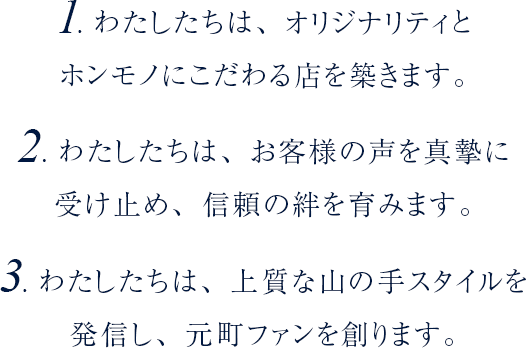 1. わたしたちは、オリジナリティと
ホンモノにこだわる店を築きます。
2. わたしたちは、お客様の声を真摯に
受け止め、信頼の絆を育みます。
3. わたしたちは、上質な山の手スタイルを
発信し、元町ファンを創ります。